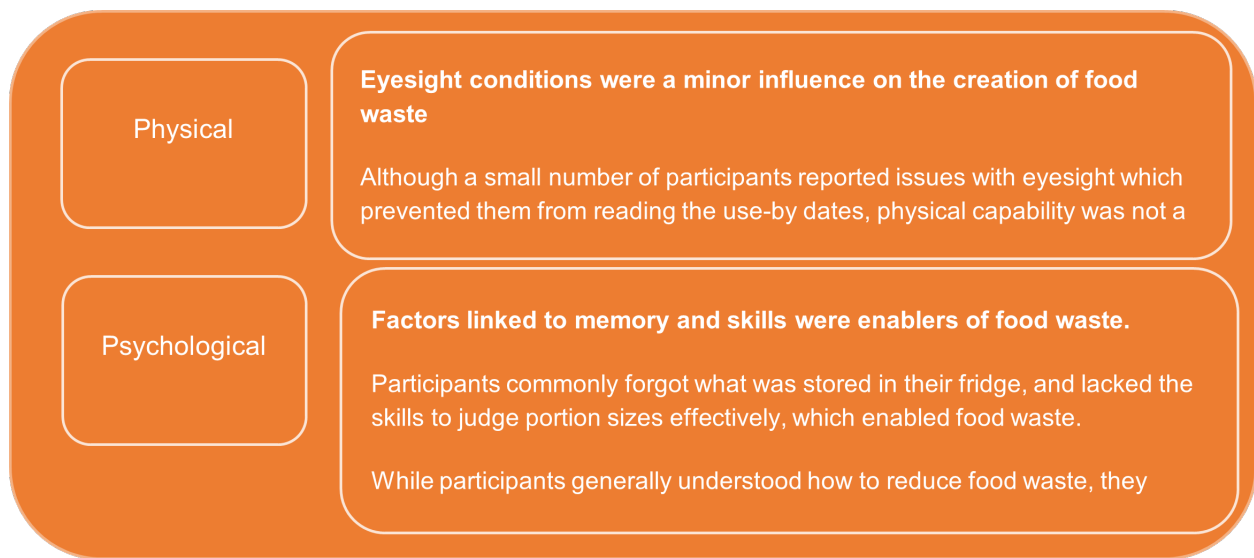 Physical
Eyesight conditions were a minor influence on the creation of food
waste
Although a small number of participants reported issues with eyesight which
prevented them from reading the use-by dates, physical capability was not a
Psychological
Factors linked to memory and skills were enablers of food waste.
Participants commonly forgot what was stored in their fridge, and lacked the
skills to judge portion sizes effectively, which enabled food waste.
While participants generally understood how to reduce food waste, they